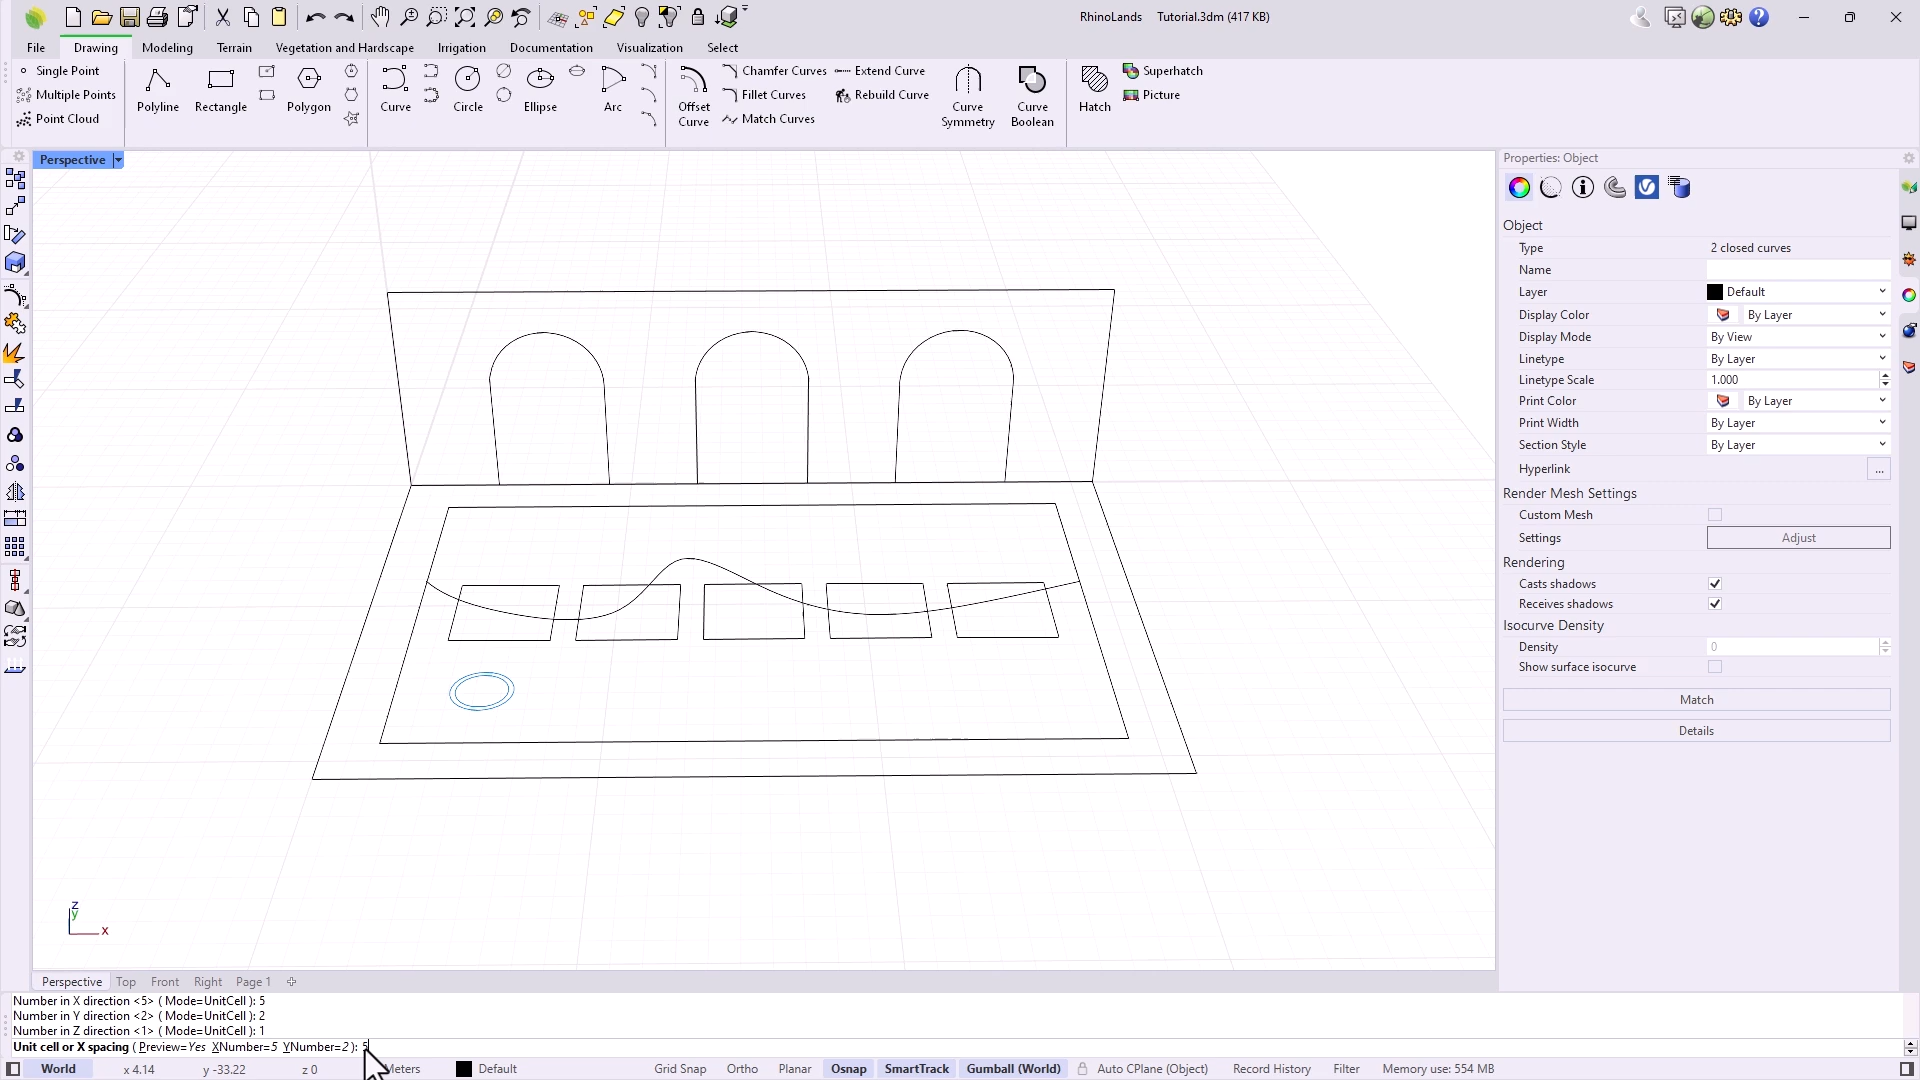 RhinoLands Tutorial.3dm (417 KB)
File Drawing Modeling Terrain Vegetation and Hardscape Irrigation Documentation Visualization Select
Single Point
Multiple Points
Point Cloud
Polyline
Rectangle
Polygon
Curve
Circle
Ellipse
Arc
Offset
Curve
Chamfer Curves
Fillet Curves
Match Curves
Extend Curve
Rebuild Curve
Curve
Symmetry
Curve
Boolean
Hatch
Superhatch
Picture
Perspective
z
y
x
Properties: Object
Object
Type 2 closed curves
Name
Layer Default
Display Color By Layer
Display Mode By View
Linetype By Layer
Linetype Scale 1.000
Print Color By Layer
Print Width By Layer
Section Style By Layer
Hyperlink ...
Render Mesh Settings
Custom Mesh
Settings Adjust
Rendering
Casts shadows
Receives shadows
Isocurve Density
Density 0
Show surface isocurve
Match
Details
Perspective Top Front Right Page 1
Number in X direction <5> ( Mode=UnitCell ): 5
Number in Y direction <2> ( Mode=UnitCell ): 2
Number in Z direction <1> ( Mode=UnitCell ): 1
Unit cell or X spacing ( Preview=Yes XNumber=5 YNumber=2 ): 5
World x 4.14 y -33.22 z 0 Meters Default Grid Snap Ortho Planar Osnap SmartTrack Gumball (World) Auto CPlane (Object) Record History Filter Memory use: 554 MB